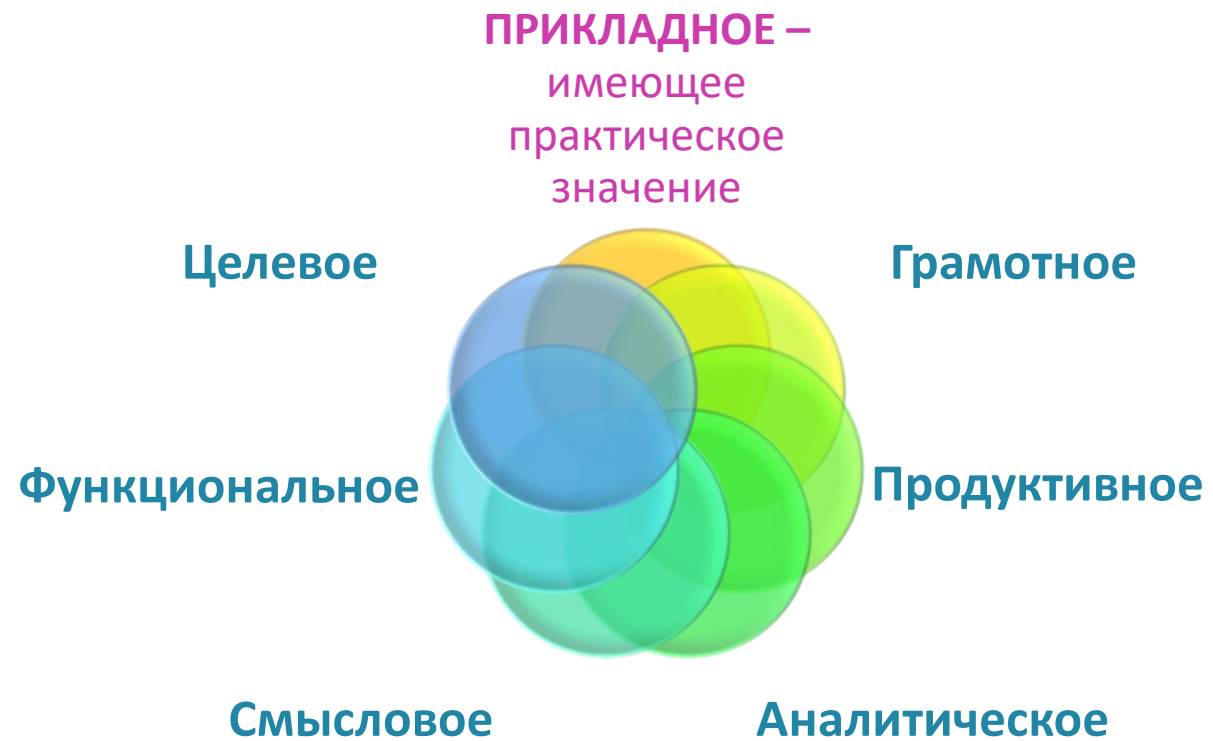 ПРИКЛАДНОЕ –
имеющее
практическое
значение
Целевое
Грамотное
Функциональное
Продуктивное
Смысловое
Аналитическое